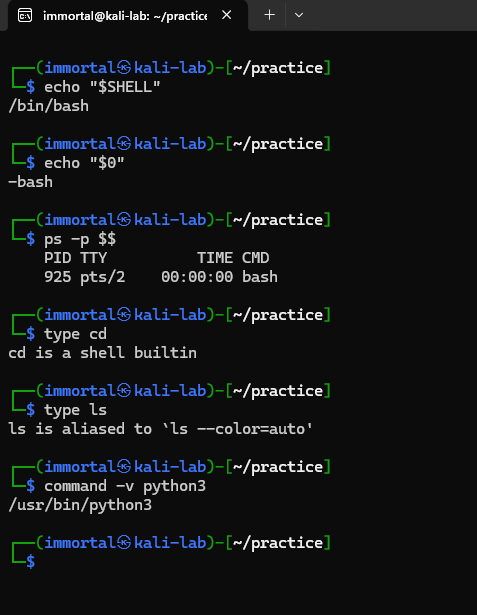 immortal@kali-lab: ~/practice
┌──(immortal㉿kali-lab)-[~/practice]
└─$ echo "$SHELL"
/bin/bash
┌──(immortal㉿kali-lab)-[~/practice]
└─$ echo "$0"
-bash
┌──(immortal㉿kali-lab)-[~/practice]
└─$ ps -p $$
    PID TTY          TIME CMD
    925 pts/2    00:00:00 bash
┌──(immortal㉿kali-lab)-[~/practice]
└─$ type cd
cd is a shell builtin
┌──(immortal㉿kali-lab)-[~/practice]
└─$ type ls
ls is aliased to `ls --color=auto'
┌──(immortal㉿kali-lab)-[~/practice]
└─$ command -v python3
/usr/bin/python3
┌──(immortal㉿kali-lab)-[~/practice]
└─$